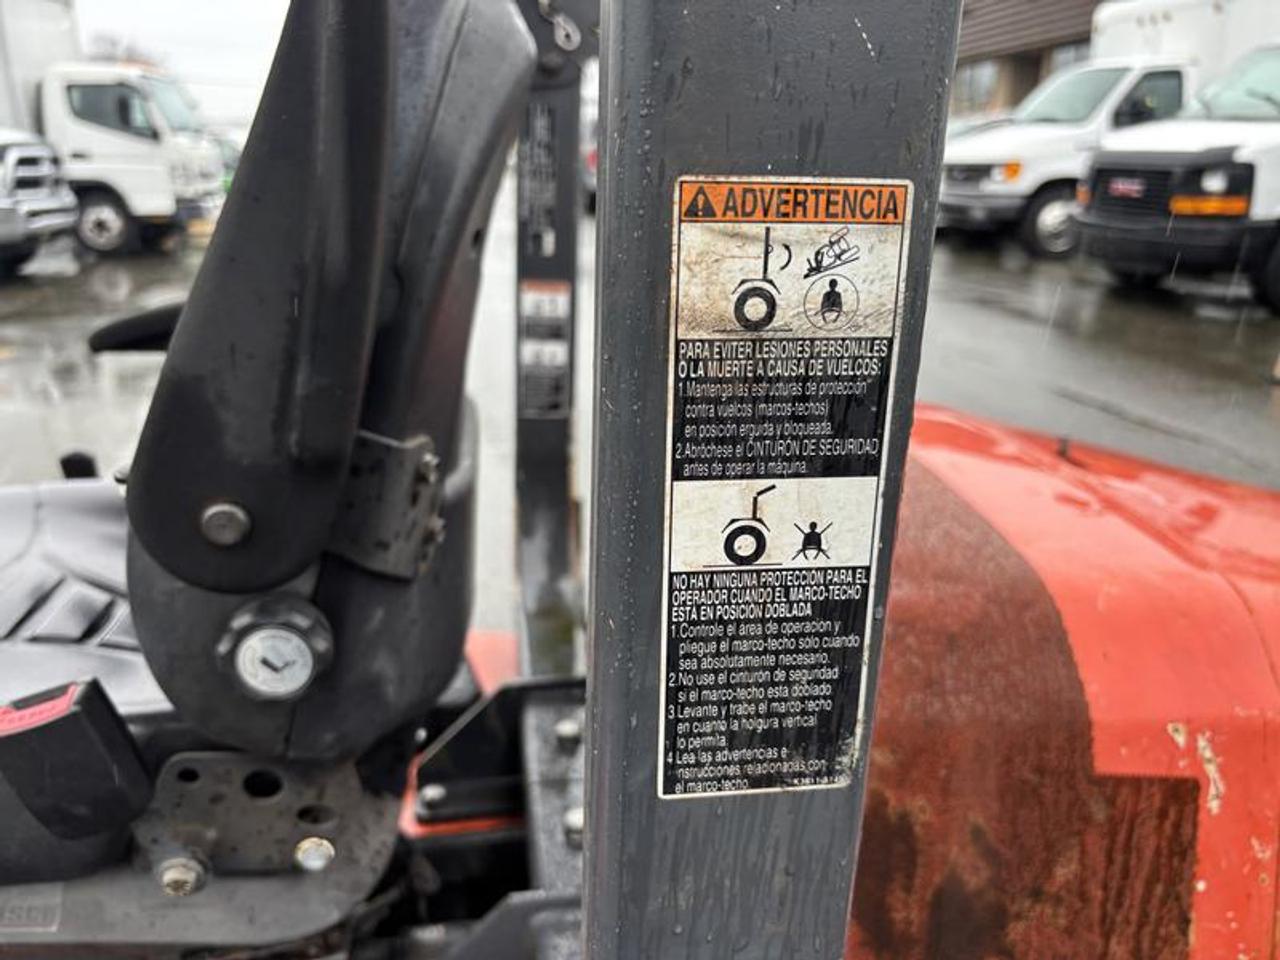 ADVERTENCIA
PARA EVITER LESIONES PERSONALES
O LA MUERTE A CAUSA DE VUELCOS:
1.Mantenga las estructuras de protección
contra vuelcos (marcos-techos)
en posición erguida y bloqueada.
2.Abróchese el CINTURÓN DE SEGURIDAD
antes de operar la máquina.
NO HAY NINGUNA PROTECCIÓN PARA EL
OPERADOR CUANDO EL MARCO-TECHO
ESTÁ EN POSICIÓN DOBLADA
1.Controle el área de operación y
pliegue el marco-techo sólo cuando
sea absolutamente necesario.
2.No use el cinturón de seguridad
si el marco-techo está doblado.
3.Levante y trabe el marco-techo
en cuanto la holgura vertical
lo permita.
4 Lea las advertencias e
instrucciones relacionadas con
el marco-techo.
GMC